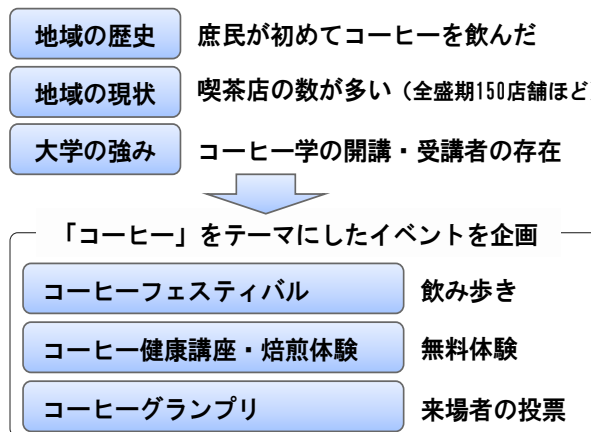 地域の歴史 庶民が初めてコーヒーを飲んだ
地域の現状 喫茶店の数が多い（全盛期150店舗ほど）
大学の強み コーヒー学の開講・受講者の存在
「コーヒー」をテーマにしたイベントを企画
コーヒーフェスティバル 飲み歩き
コーヒー健康講座・焙煎体験 無料体験
コーヒーグランプリ 来場者の投票